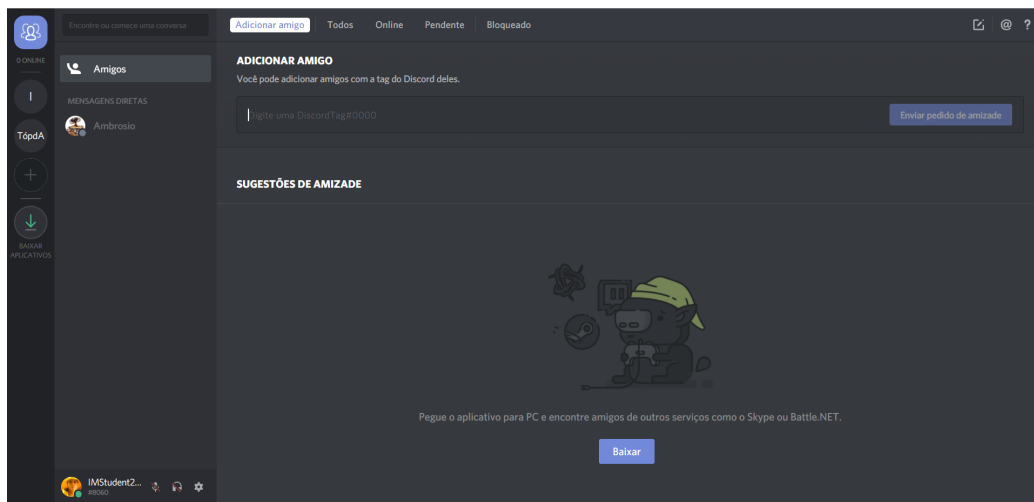 0 ONLINE
I
TópdA
BAIXAR
APLICATIVOS
Encontre ou comece uma conversa
Amigos
MENSAGENS DIRETAS
Ambrosio
IMStudent2...
#8060
Adicionar amigo
Todos
Online
Pendente
Bloqueado
@
?
ADICIONAR AMIGO
Você pode adicionar amigos com a tag do Discord deles.
Digite uma DiscordTag#0000
Enviar pedido de amizade
SUGESTÕES DE AMIZADE
Pegue o aplicativo para PC e encontre amigos de outros serviços como o Skype ou Battle.NET.
Baixar